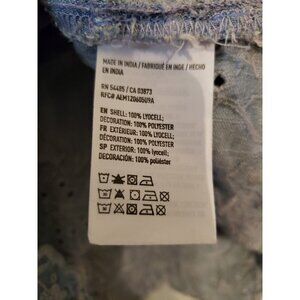 MADE IN INDIA / FABRIQUÉ EN INDE / HECHO
EN INDIA
RN 54485 / CA 03873
RFC# AEM1206050U9A
EN SHELL: 100% LYOCELL;
DECORATION: 100% POLYESTER
FR EXTÉRIEUR: 100% LYOCELL;
DÉCORATION: 100% POLYESTER
SP EXTERIOR: 100% lyocell;
DECORACIÓN: 100% poliéster